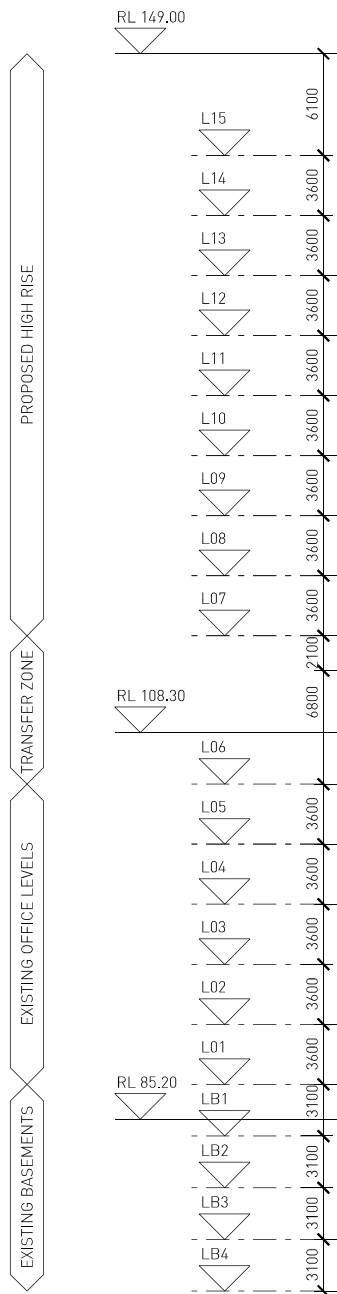 RL 149.00
6100
L15
3600
L14
3600
L13
3600
L12
3600
L11
3600
L10
3600
L09
3600
L08
3600
L07
2100
6800
RL 108.30
L06
3600
L05
3600
L04
3600
L03
3600
L02
3600
L01
3100
RL 85.20
LB1
3100
LB2
3100
LB3
3100
LB4
PROPOSED HIGH RISE
TRANSFER ZONE
EXISTING OFFICE LEVELS
EXISTING BASEMENTS